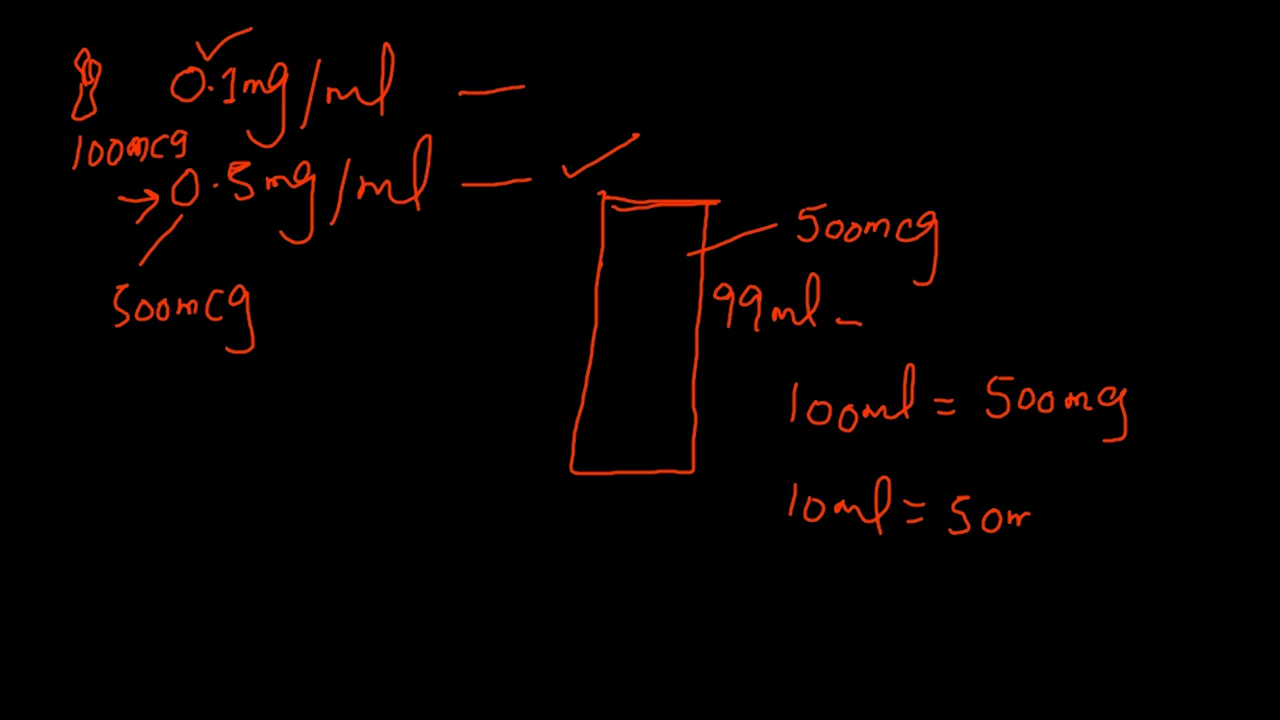 0.1mg/ml —
100mcg
→ 0.5mg/ml — ✓
500mcg
500mcg
99ml -
100ml = 500mg
10ml = 50m